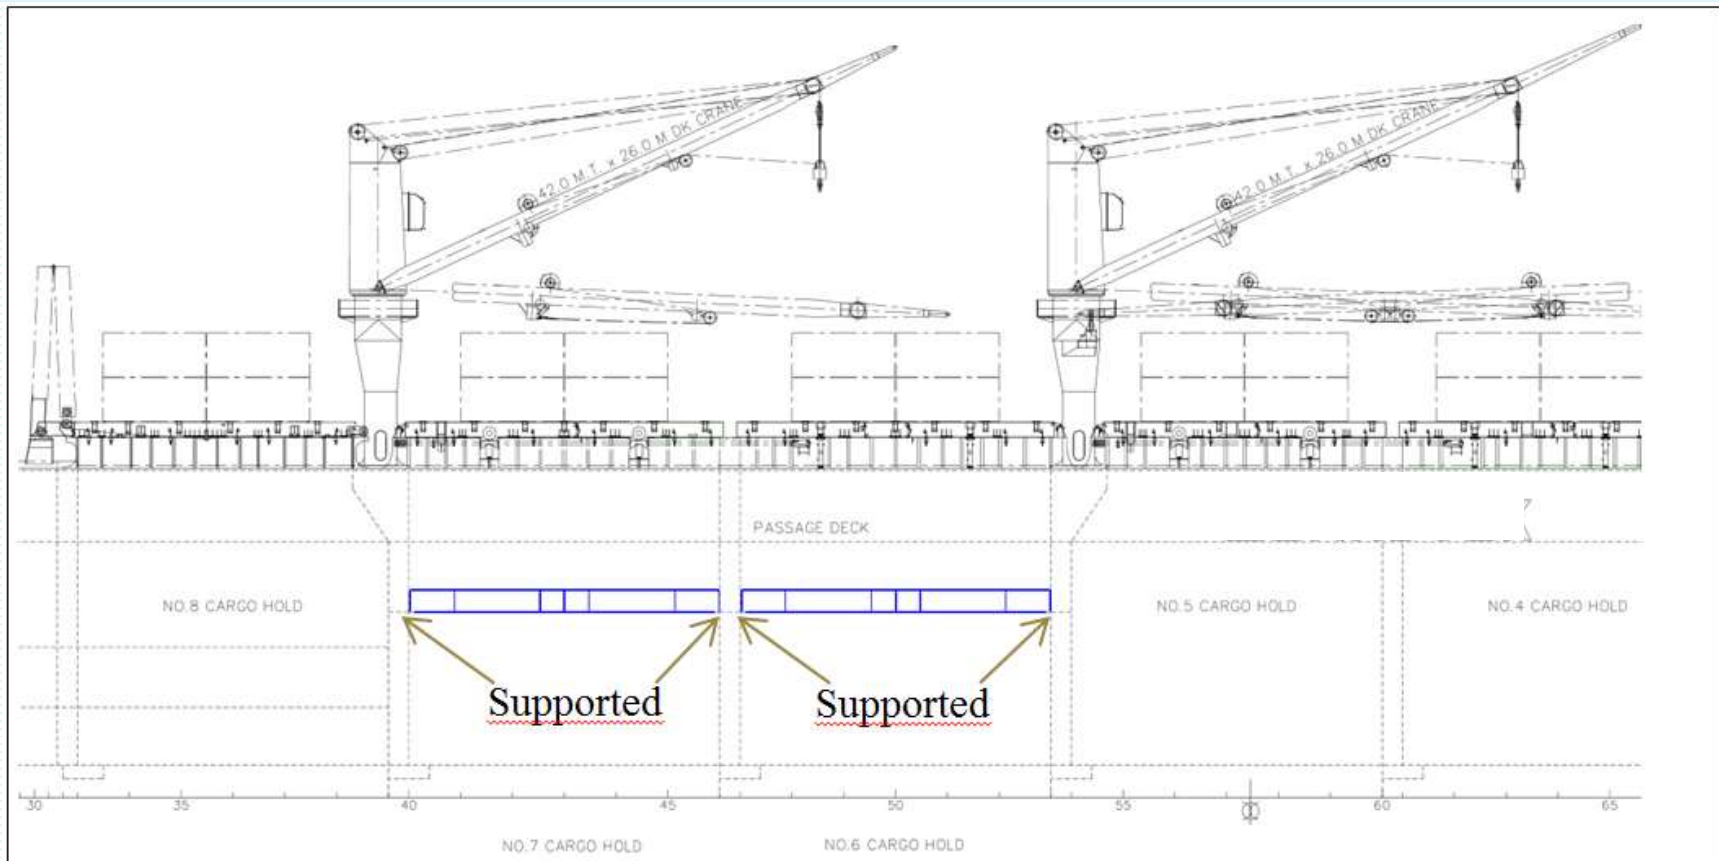 42.0 M.T. x 26.0 M DK CRANE
42.0 M.T. x 26.0 M DK CRANE
PASSAGE DECK
NO.8 CARGO HOLD
NO.5 CARGO HOLD
NO.4 CARGO HOLD
Supported
Supported
30 35 40 45 50 55 60 65
NO.7 CARGO HOLD
NO.6 CARGO HOLD